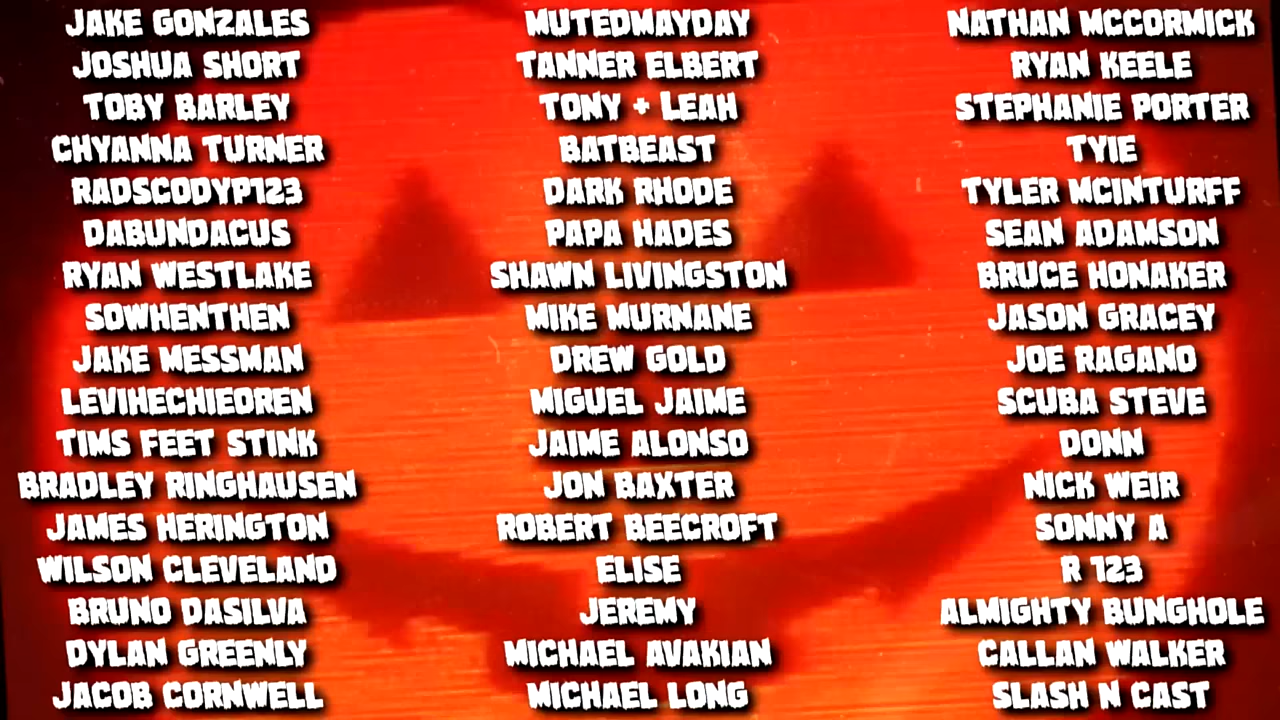 JAKE GONZALES
JOSHUA SHORT
TOBY BARLEY
CHYANNA TURNER
RADSCODYP123
DABUNDACUS
RYAN WESTLAKE
SOWHENTHEN
JAKE MESSMAN
LEVIHECHIEOREN
TIMS FEET STINK
BRADLEY RINGHAUSEN
JAMES HERINGTON
WILSON CLEVELAND
BRUNO DASILVA
DYLAN GREENLY
JACOB CORNWELL
MUTEDMAYDAY
TANNER ELBERT
TONY + LEAH
BATBEAST
DARK RHODE
PAPA HADES
SHAWN LIVINGSTON
MIKE MURNANE
DREW GOLD
MIGUEL JAIME
JAIME ALONSO
JON BAXTER
ROBERT BEECROFT
ELISE
JEREMY
MICHAEL AVAKIAN
MICHAEL LONG
NATHAN MCCORMICK
RYAN KEELE
STEPHANIE PORTER
TYIE
TYLER MCINTURFF
SEAN ADAMSON
BRUCE HONAKER
JASON GRACEY
JOE RAGANO
SCUBA STEVE
DONN
NICK WEIR
SONNY A
R 123
ALMIGHTY BUNGHOLE
CALLAN WALKER
SLASH N CAST